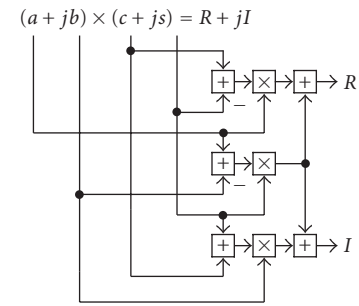 (a + jb) × (c + js) = R + jI
+ × + R
−
+ ×
−
+ × + I